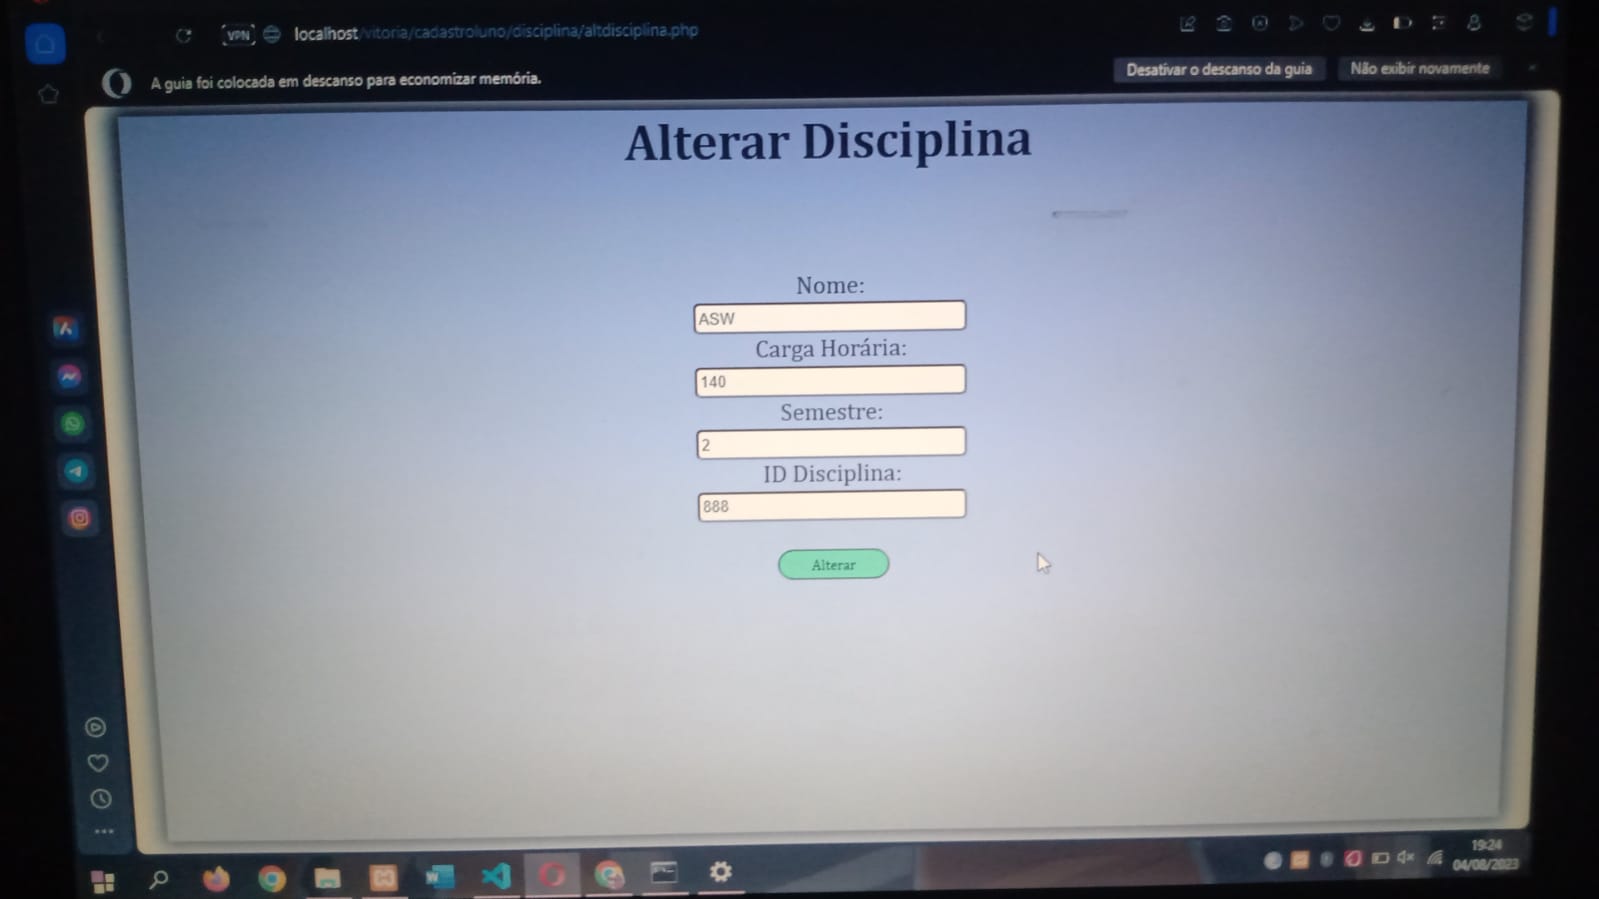 VPN
localhost/vitoria/cadastroluno/disciplina/altdisciplina.php
A guia foi colocada em descanso para economizar memória.
Desativar o descanso da guia
Não exibir novamente
Alterar Disciplina
Nome:
ASW
Carga Horária:
140
Semestre:
2
ID Disciplina:
888
Alterar
19:24
04/08/2023